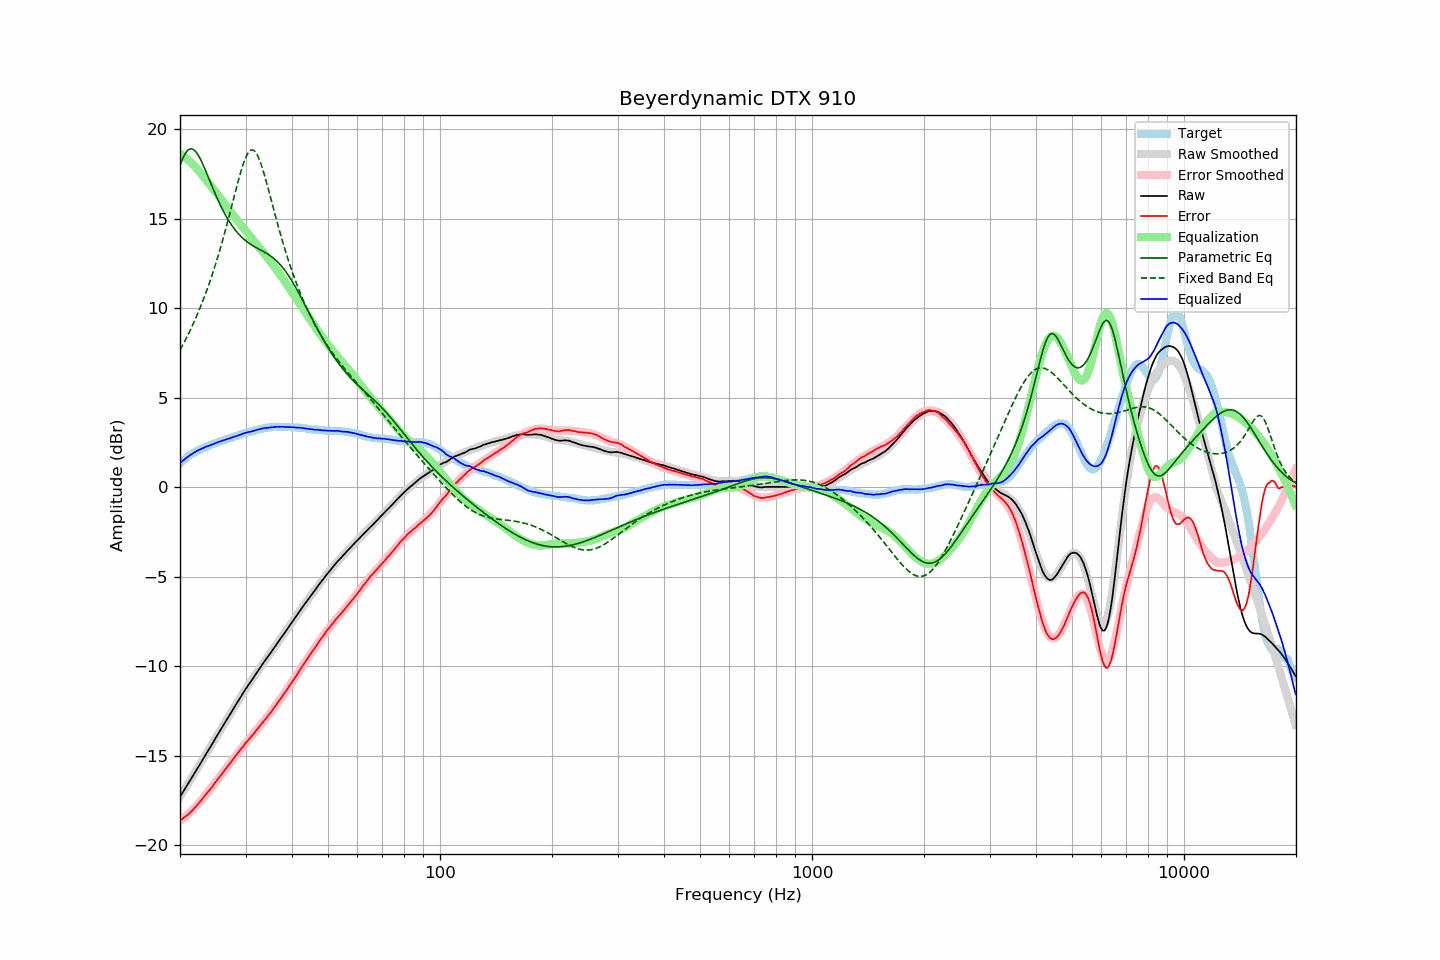 Beyerdynamic DTX 910
20
15
10
5
0
−5
−10
−15
−20
Amplitude (dBr)
Target
Raw Smoothed
Error Smoothed
Raw
Error
Equalization
Parametric Eq
Fixed Band Eq
Equalized
100 1000 10000
Frequency (Hz)